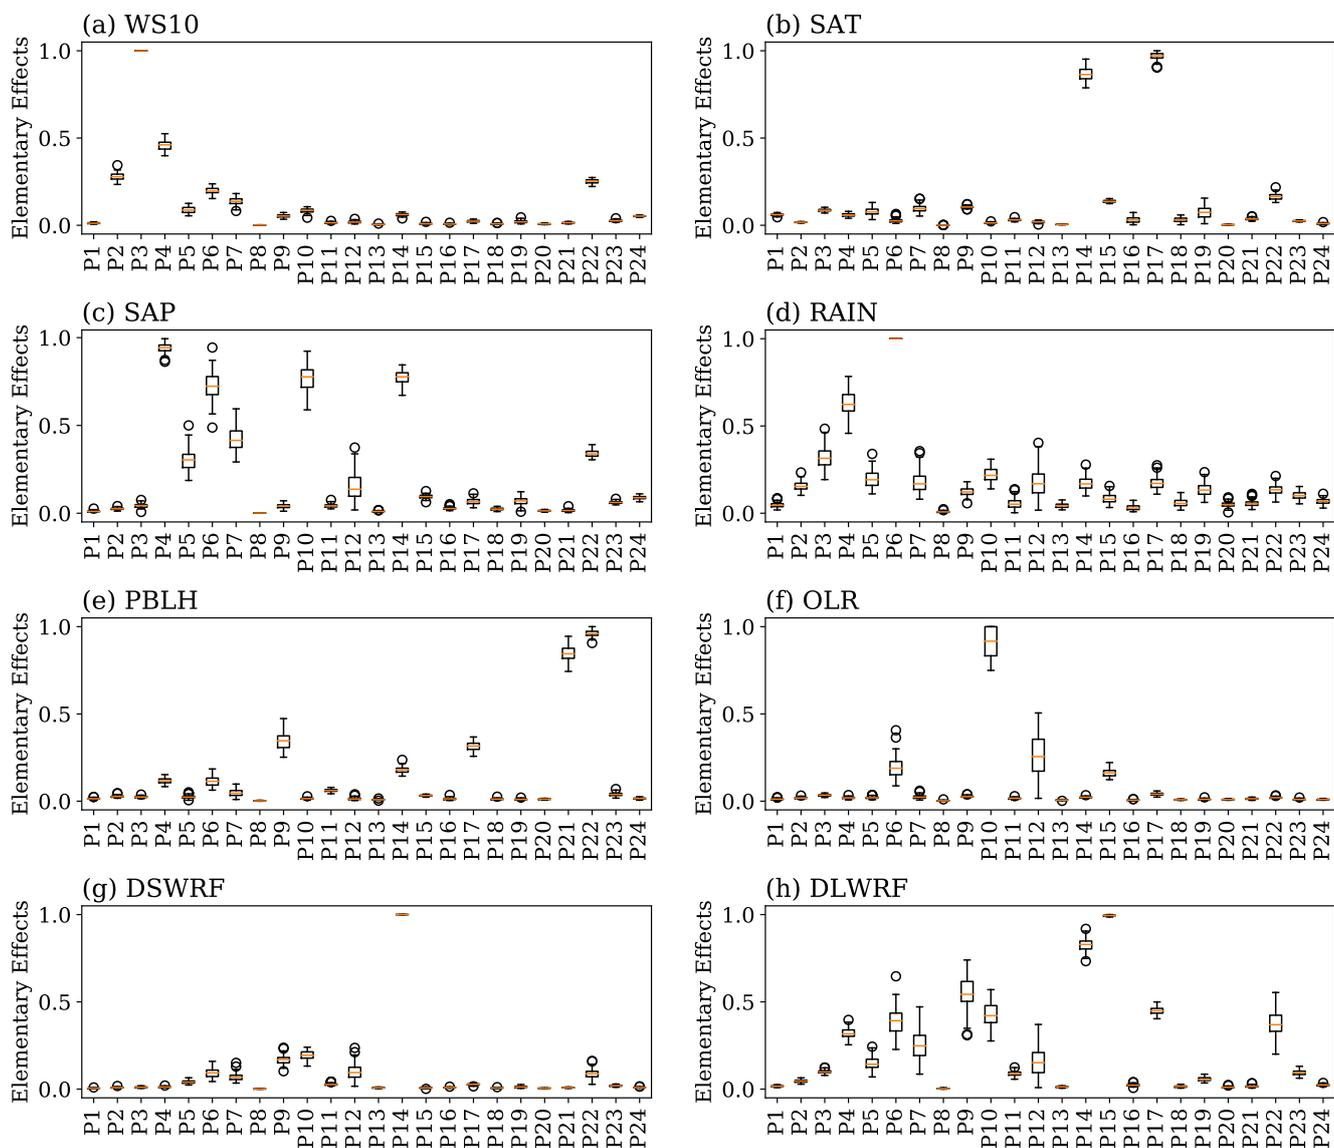 (a) WS10
Elementary Effects
1.0
0.5
0.0
P1 P2 P3 P4 P5 P6 P7 P8 P9 P10 P11 P12 P13 P14 P15 P16 P17 P18 P19 P20 P21 P22 P23 P24
(b) SAT
Elementary Effects
1.0
0.5
0.0
P1 P2 P3 P4 P5 P6 P7 P8 P9 P10 P11 P12 P13 P14 P15 P16 P17 P18 P19 P20 P21 P22 P23 P24
(c) SAP
Elementary Effects
1.0
0.5
0.0
P1 P2 P3 P4 P5 P6 P7 P8 P9 P10 P11 P12 P13 P14 P15 P16 P17 P18 P19 P20 P21 P22 P23 P24
(d) RAIN
Elementary Effects
1.0
0.5
0.0
P1 P2 P3 P4 P5 P6 P7 P8 P9 P10 P11 P12 P13 P14 P15 P16 P17 P18 P19 P20 P21 P22 P23 P24
(e) PBLH
Elementary Effects
1.0
0.5
0.0
P1 P2 P3 P4 P5 P6 P7 P8 P9 P10 P11 P12 P13 P14 P15 P16 P17 P18 P19 P20 P21 P22 P23 P24
(f) OLR
Elementary Effects
1.0
0.5
0.0
P1 P2 P3 P4 P5 P6 P7 P8 P9 P10 P11 P12 P13 P14 P15 P16 P17 P18 P19 P20 P21 P22 P23 P24
(g) DSWRF
Elementary Effects
1.0
0.5
0.0
P1 P2 P3 P4 P5 P6 P7 P8 P9 P10 P11 P12 P13 P14 P15 P16 P17 P18 P19 P20 P21 P22 P23 P24
(h) DLWRF
Elementary Effects
1.0
0.5
0.0
P1 P2 P3 P4 P5 P6 P7 P8 P9 P10 P11 P12 P13 P14 P15 P16 P17 P18 P19 P20 P21 P22 P23 P24